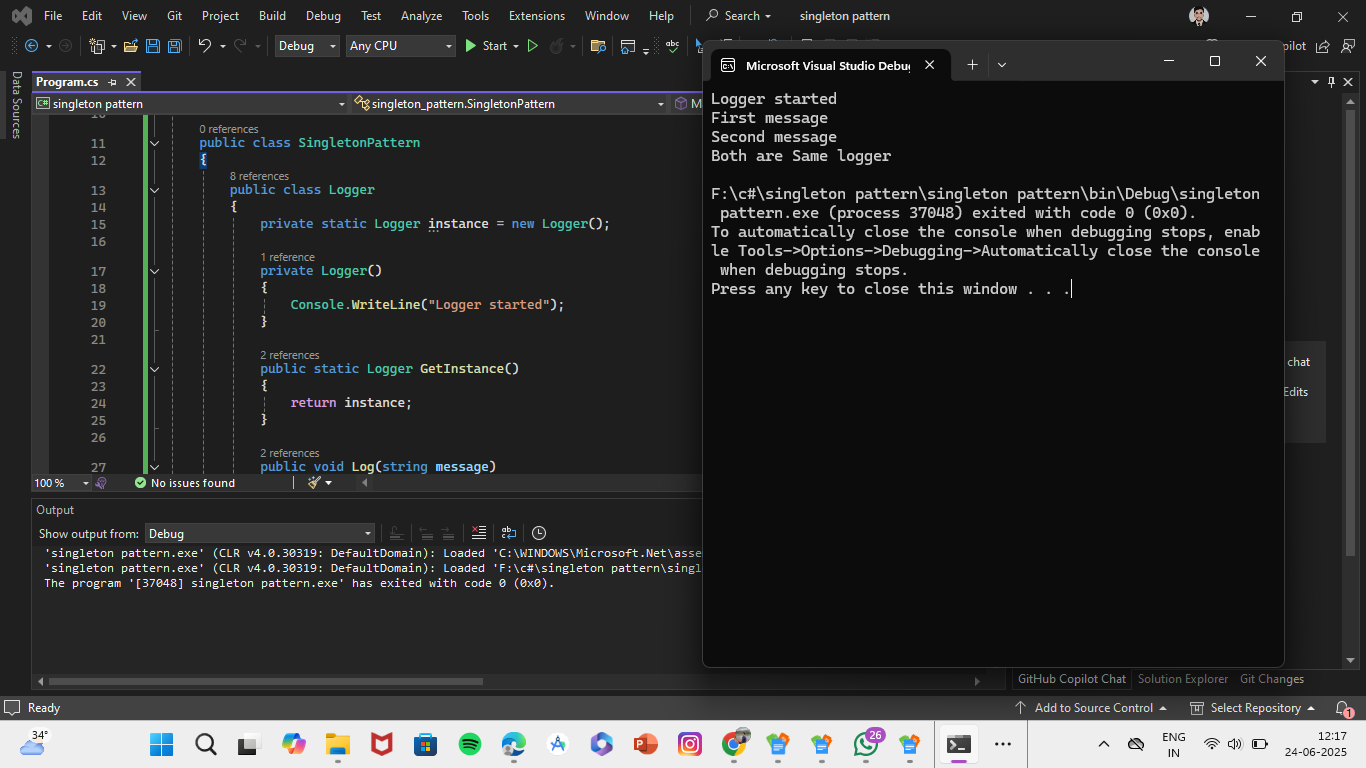 File Edit View Git Project Build Debug Test Analyze Tools Extensions Window Help Search singleton pattern
Debug Any CPU Start
Program.cs
Data Sources
singleton pattern singleton_pattern.SingletonPattern
0 references
11 public class SingletonPattern
12 {
8 references
13 public class Logger
14 {
15 private static Logger instance = new Logger();
16
1 reference
17 private Logger()
18 {
19 Console.WriteLine("Logger started");
20 }
21
2 references
22 public static Logger GetInstance()
23 {
24 return instance;
25 }
26
2 references
27 public void Log(string message)
100 % No issues found
Output
Show output from: Debug
'singleton pattern.exe' (CLR v4.0.30319: DefaultDomain): Loaded 'C:\WINDOWS\Microsoft.Net\asse
'singleton pattern.exe' (CLR v4.0.30319: DefaultDomain): Loaded 'F:\c#\singleton pattern\singl
The program '[37048] singleton pattern.exe' has exited with code 0 (0x0).
Microsoft Visual Studio Debug
Logger started
First message
Second message
Both are Same logger
F:\c#\singleton pattern\singleton pattern\bin\Debug\singleton
pattern.exe (process 37048) exited with code 0 (0x0).
To automatically close the console when debugging stops, enab
le Tools->Options->Debugging->Automatically close the console
when debugging stops.
Press any key to close this window . . .
chat
Edits
GitHub Copilot Chat Solution Explorer Git Changes
Ready Add to Source Control Select Repository 1
34°
26
ENG
IN
12:17
24-06-2025